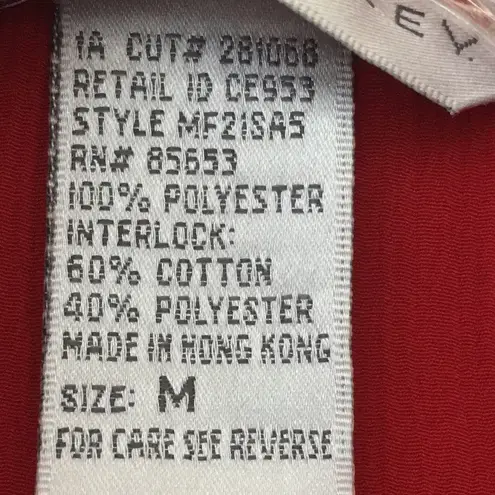 KEY.
1A CUT# 281068
RETAIL ID CE953
STYLE MF21SA5
RN# 85653
100% POLYESTER
INTERLOCK:
60% COTTON
40% POLYESTER
MADE IN HONG KONG
SIZE: M
FOR CARE SEE REVERSE